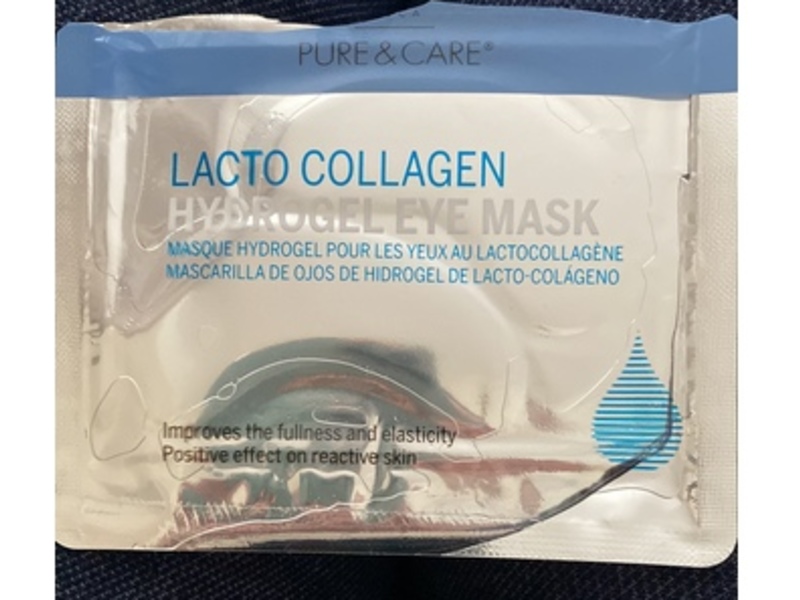 PURE & CARE®
LACTO COLLAGEN
HYDROGEL EYE MASK
MASQUE HYDROGEL POUR LES YEUX AU LACTOCOLLAGÈNE
MASCARILLA DE OJOS DE HIDROGEL DE LACTO-COLÁGENO
Improves the fullness and elasticity
Positive effect on reactive skin